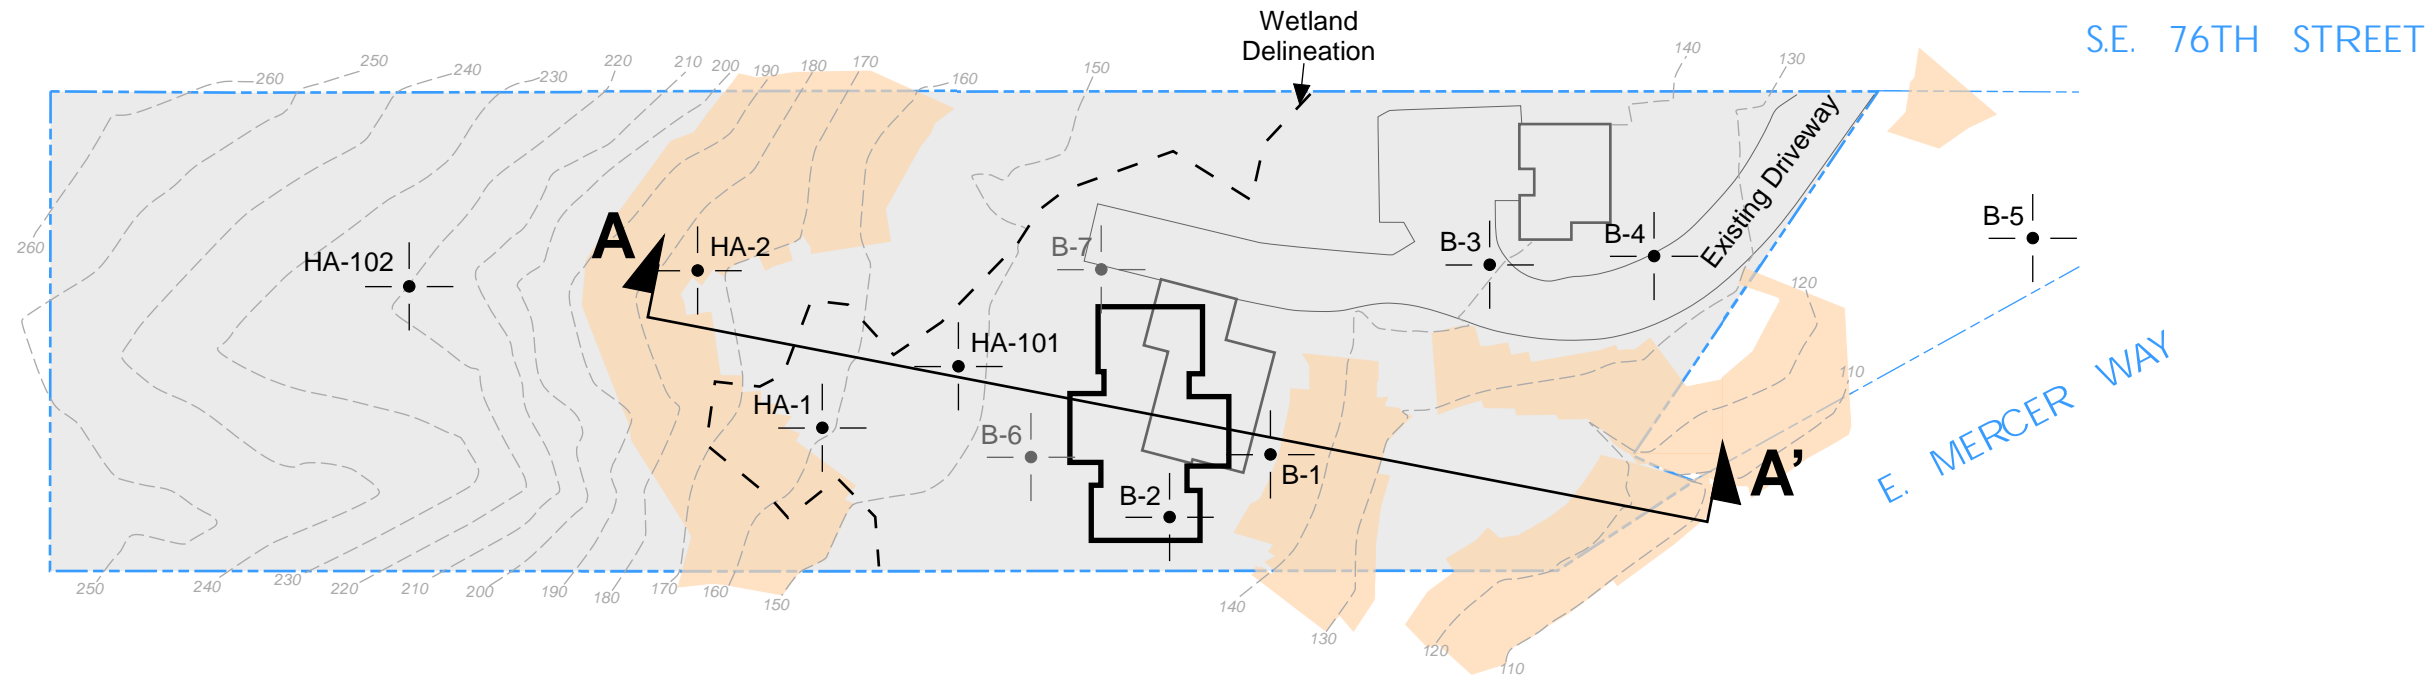 Wetland
Delineation
S.E. 76TH STREET
260
250
240
230
220
210
200
190
180
170
160
150
140
130
Existing Driveway
A
HA-2
HA-102
260
B-7
B-3
B-4
B-5
120
HA-101
110
E. MERCER WAY
HA-1
B-6
B-1
B-2
A’
250
240
230
220
210
200
190
180
170
160
150
140
130
120
110